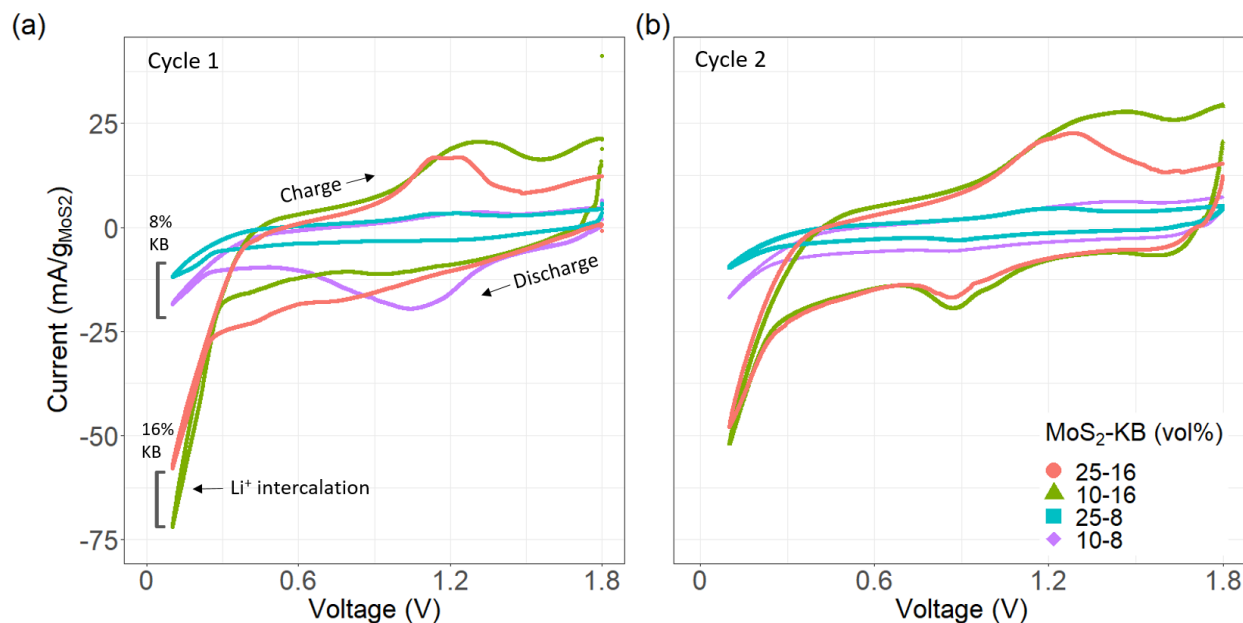 (a)
Cycle 1
Charge
Discharge
8%
KB
16%
KB
Li⁺ intercalation
Current (mA/g_MoS2)
25
0
-25
-50
-75
0
0.6
1.2
1.8
Voltage (V)
(b)
Cycle 2
MoS₂-KB (vol%)
25-16
10-16
25-8
10-8
0
0.6
1.2
1.8
Voltage (V)